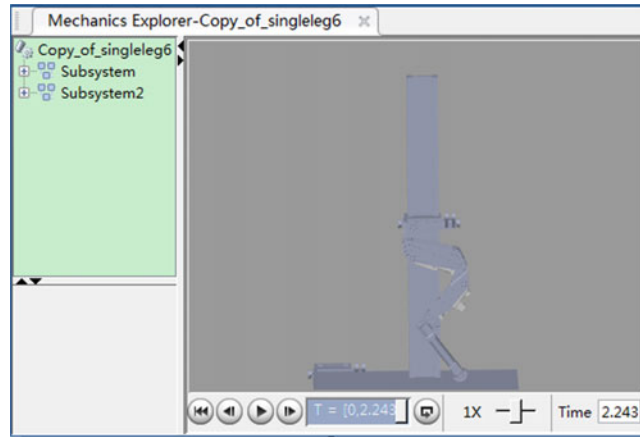 Mechanics Explorer-Copy_of_singleleg6
Copy_of_singleleg6
Subsystem
Subsystem2
T = [0,2.243
1X
Time 2.243